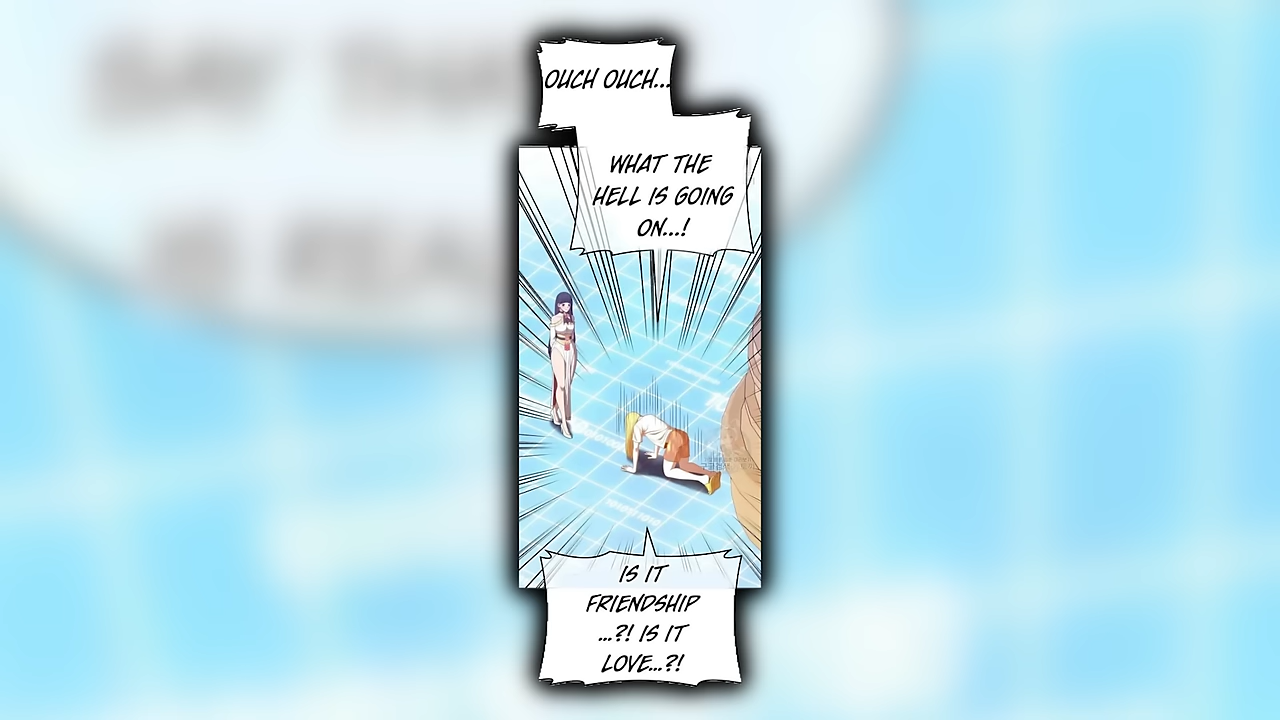 OUCH OUCH...
WHAT THE
HELL IS GOING
ON...!
IS IT
FRIENDSHIP
...?! IS IT
LOVE...?!